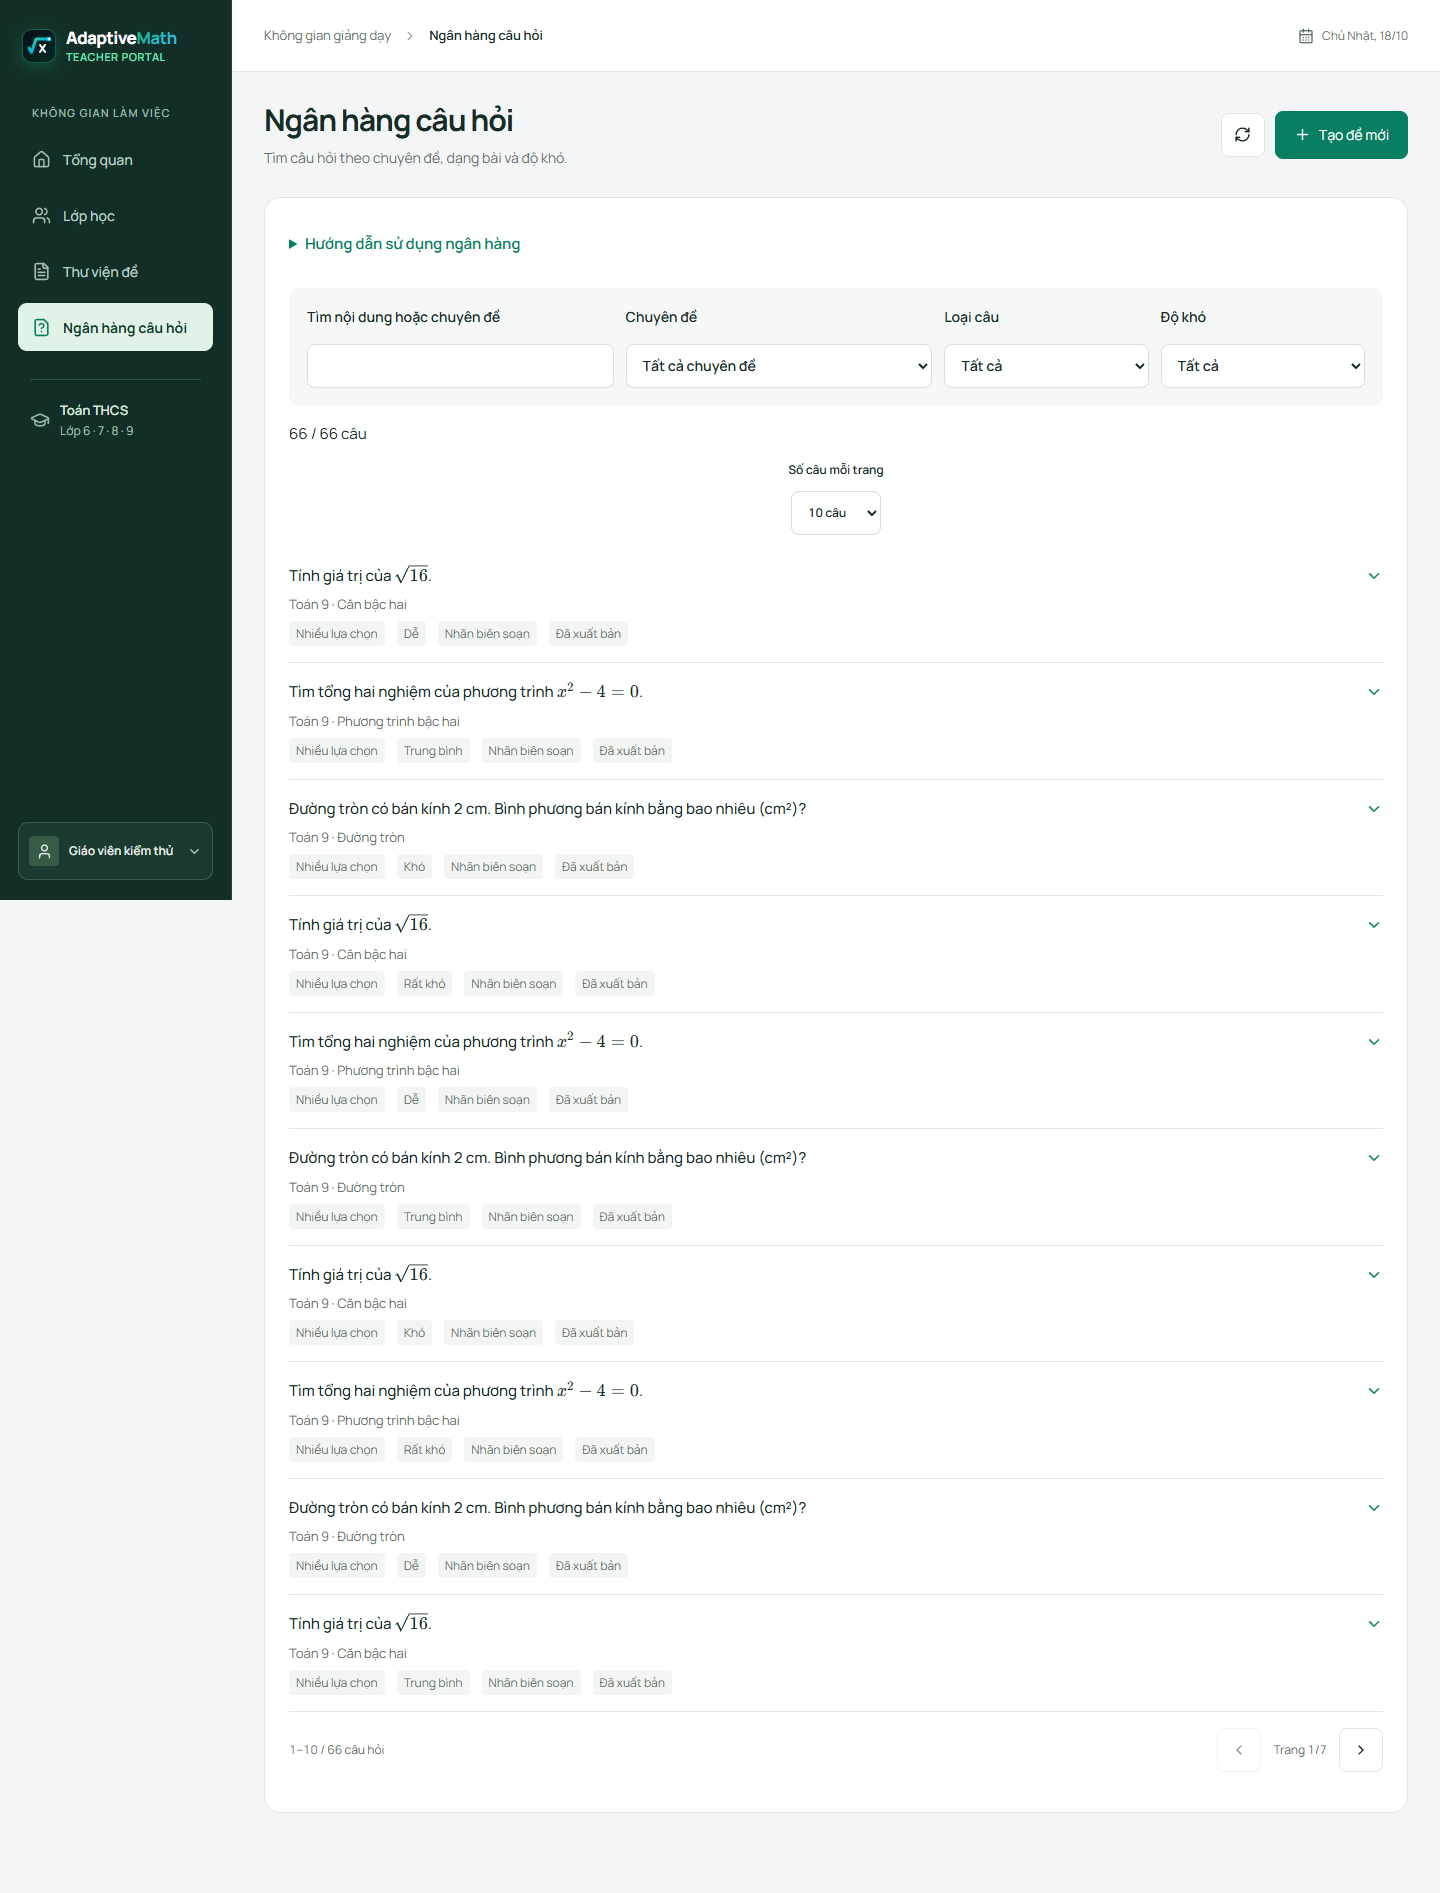 AdaptiveMath
TEACHER PORTAL
KHÔNG GIAN LÀM VIỆC
Tổng quan
Lớp học
Thư viện đề
Ngân hàng câu hỏi
Toán THCS
Lớp 6 · 7 · 8 · 9
Giáo viên kiểm thử
Không gian giảng dạy > Ngân hàng câu hỏi
Chủ Nhật, 18/10
Ngân hàng câu hỏi
Tìm câu hỏi theo chuyên đề, dạng bài và độ khó.
+ Tạo đề mới
Hướng dẫn sử dụng ngân hàng
Tìm nội dung hoặc chuyên đề Chuyên đề Loại câu Độ khó
Tất cả chuyên đề Tất cả Tất cả
66 / 66 câu
Số câu mỗi trang
10 câu
Tính giá trị của √16.
Toán 9 · Căn bậc hai
Nhiều lựa chọn Dễ Nhãn biên soạn Đã xuất bản
Tìm tổng hai nghiệm của phương trình x² − 4 = 0.
Toán 9 · Phương trình bậc hai
Nhiều lựa chọn Trung bình Nhãn biên soạn Đã xuất bản
Đường tròn có bán kính 2 cm. Bình phương bán kính bằng bao nhiêu (cm²)?
Toán 9 · Đường tròn
Nhiều lựa chọn Khó Nhãn biên soạn Đã xuất bản
Tính giá trị của √16.
Toán 9 · Căn bậc hai
Nhiều lựa chọn Rất khó Nhãn biên soạn Đã xuất bản
Tìm tổng hai nghiệm của phương trình x² − 4 = 0.
Toán 9 · Phương trình bậc hai
Nhiều lựa chọn Dễ Nhãn biên soạn Đã xuất bản
Đường tròn có bán kính 2 cm. Bình phương bán kính bằng bao nhiêu (cm²)?
Toán 9 · Đường tròn
Nhiều lựa chọn Trung bình Nhãn biên soạn Đã xuất bản
Tính giá trị của √16.
Toán 9 · Căn bậc hai
Nhiều lựa chọn Khó Nhãn biên soạn Đã xuất bản
Tìm tổng hai nghiệm của phương trình x² − 4 = 0.
Toán 9 · Phương trình bậc hai
Nhiều lựa chọn Rất khó Nhãn biên soạn Đã xuất bản
Đường tròn có bán kính 2 cm. Bình phương bán kính bằng bao nhiêu (cm²)?
Toán 9 · Đường tròn
Nhiều lựa chọn Dễ Nhãn biên soạn Đã xuất bản
Tính giá trị của √16.
Toán 9 · Căn bậc hai
Nhiều lựa chọn Trung bình Nhãn biên soạn Đã xuất bản
1–10 / 66 câu hỏi
Trang 1/7